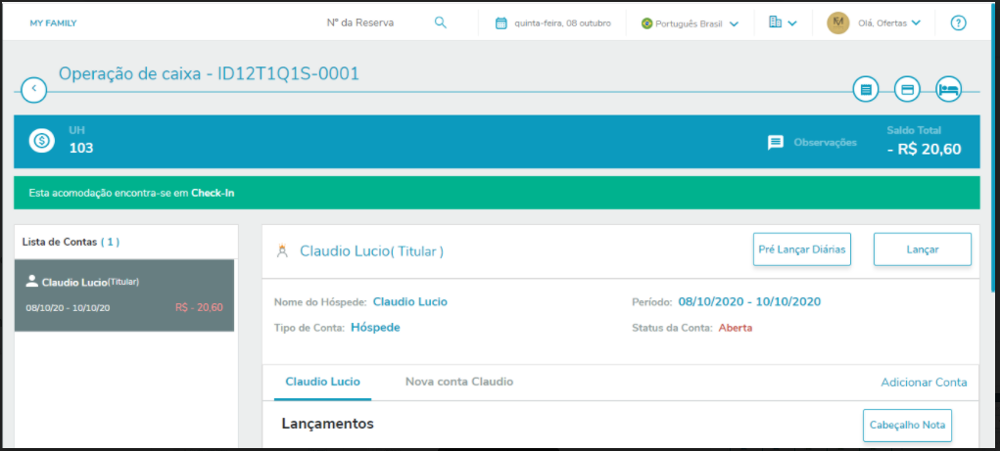 MY FAMILY
Nº da Reserva
quinta-feira, 08 outubro
Português Brasil
Olá, Ofertas
?
Operação de caixa - ID12T1Q1S-0001
UH
103
Observações
Saldo Total
- R$ 20,60
Esta acomodação encontra-se em Check-In
Lista de Contas ( 1 )
Claudio Lucio(Titular)
08/10/20 - 10/10/20
R$ - 20,60
Claudio Lucio( Titular )
Pré Lançar Diárias
Lançar
Nome do Hóspede: Claudio Lucio
Período: 08/10/2020 - 10/10/2020
Tipo de Conta: Hóspede
Status da Conta: Aberta
Claudio Lucio
Nova conta Claudio
Adicionar Conta
Lançamentos
Cabeçalho Nota